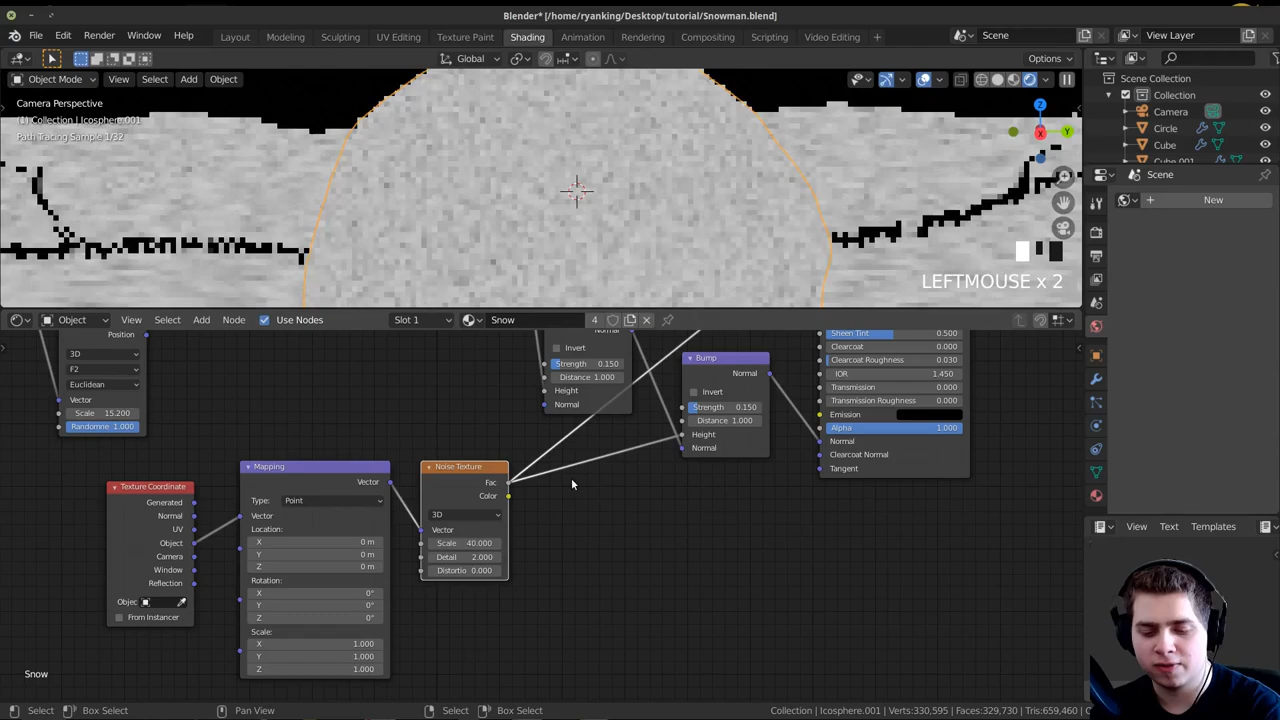 Blender* [/home/ryanking/Desktop/tutorial/Snowman.blend]
File Edit Render Window Help Layout Modeling Sculpting UV Editing Texture Paint Shading Animation Rendering Compositing Video Editing + Scene View Layer
Global Options
Object Mode View Select Add Object
Camera Perspective
(1) Collection | Icosphere.001
Path Tracing Sample 1/32
Z
Y
X
LEFTMOUSE x 2
Scene Collection
Collection
Camera
Circle
Cube
Cube.001
Scene
New
Object View Select Add Node Use Nodes Slot 1 Snow 4
Position
3D
F2
Euclidean
Vector
Scale 15.200
Randomne 1.000
Texture Coordinate
Generated
Normal
UV
Object
Camera
Window
Reflection
Objec
From Instancer
Mapping
Vector
Type: Point
Vector
Location:
X 0 m
Y 0 m
Z 0 m
Rotation:
X 0°
Y 0°
Z 0°
Scale:
X 1.000
Y 1.000
Z 1.000
Noise Texture
Fac
Color
3D
Vector
Scale 40.000
Detail 2.000
Distortio 0.000
Normal
Invert
Strength 0.150
Distance 1.000
Height
Normal
Bump
Normal
Invert
Strength 0.150
Distance 1.000
Height
Normal
Sheen Tint 0.500
Clearcoat 0.000
Clearcoat Roughness 0.030
IOR 1.450
Transmission 0.000
Transmission Roughness 0.000
Emission
Alpha 1.000
Normal
Clearcoat Normal
Tangent
View Text Templates
Snow
Select Box Select Pan View Select Box Select Collection | Icosphere.001 | Verts:330,595 | Faces:329,730 | Tris:659,460